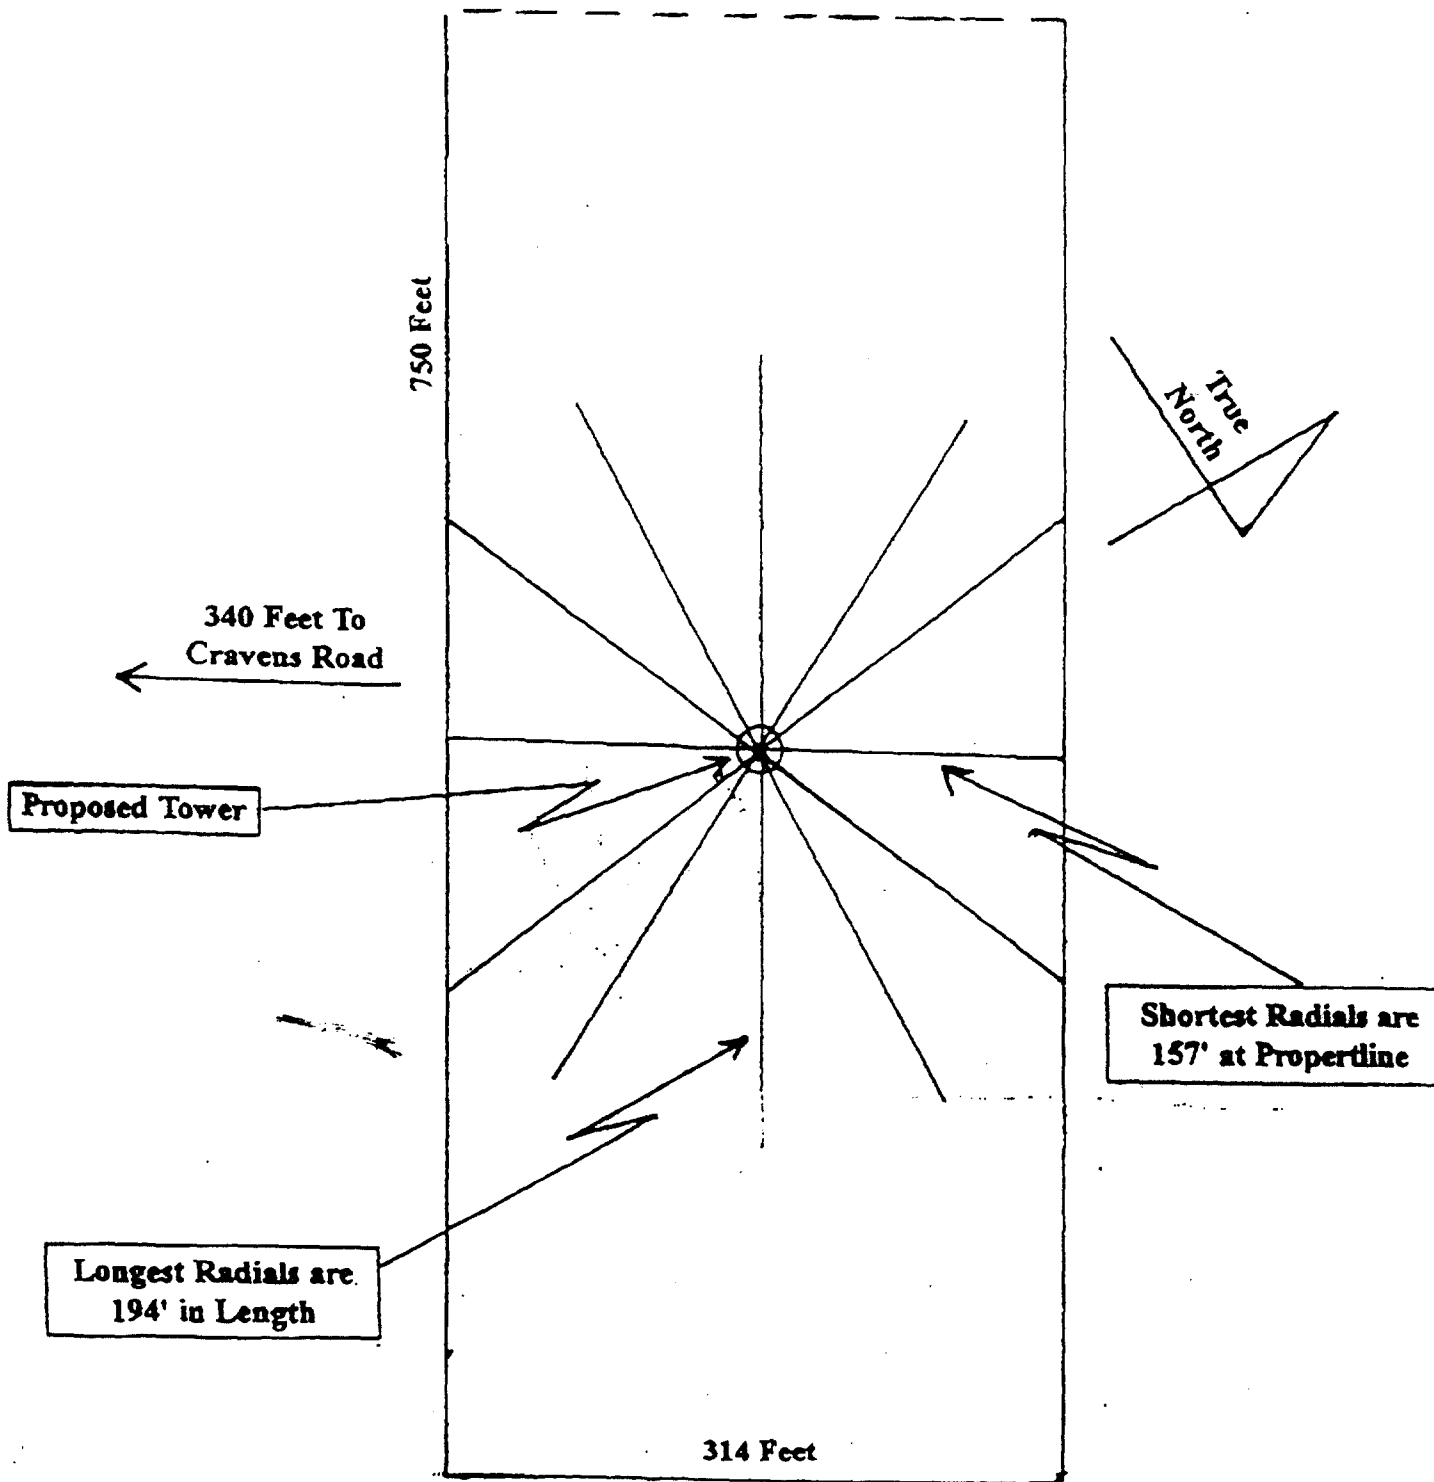 750 Feet
True
North
340 Feet To
Cravens Road
Proposed Tower
Shortest Radials are
157' at Propertline
Longest Radials are
194' in Length
314 Feet